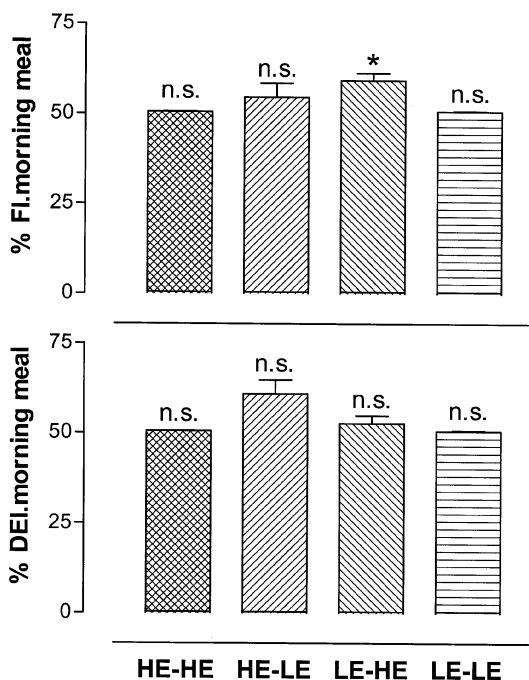 75
50
25
0
% FI.morning meal
n.s.
n.s.
*
n.s.
75
50
25
0
% DEI.morning meal
n.s.
n.s.
n.s.
n.s.
HE-HE HE-LE LE-HE LE-LE